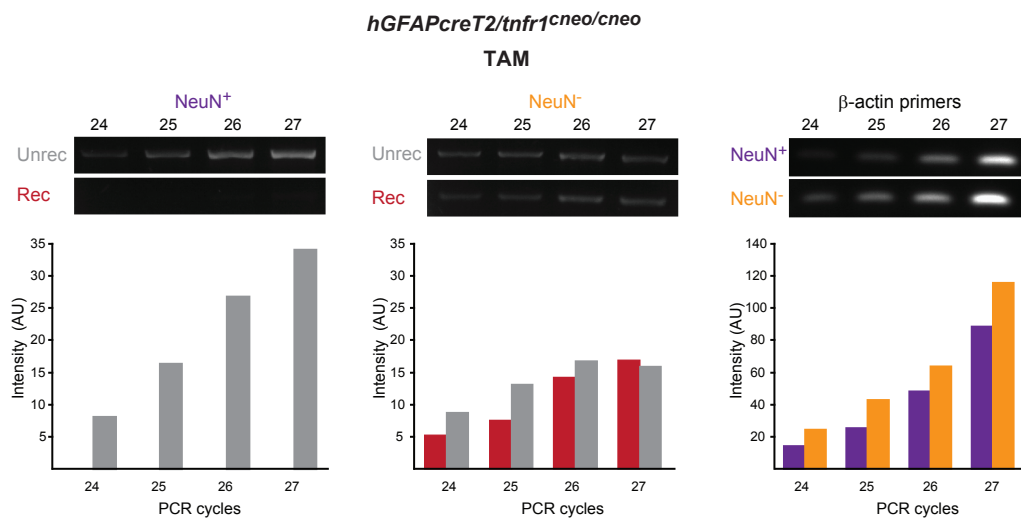 hGFAPcreT2/tnfr1cneo/cneo
TAM
NeuN+
24 25 26 27
Unrec
Rec
35
30
25
20
15
10
5
Intensity (AU)
24 25 26 27
PCR cycles
NeuN-
24 25 26 27
Unrec
Rec
35
30
25
20
15
10
5
Intensity (AU)
24 25 26 27
PCR cycles
β-actin primers
24 25 26 27
NeuN+
NeuN-
140
120
100
80
60
40
20
Intensity (AU)
24 25 26 27
PCR cycles